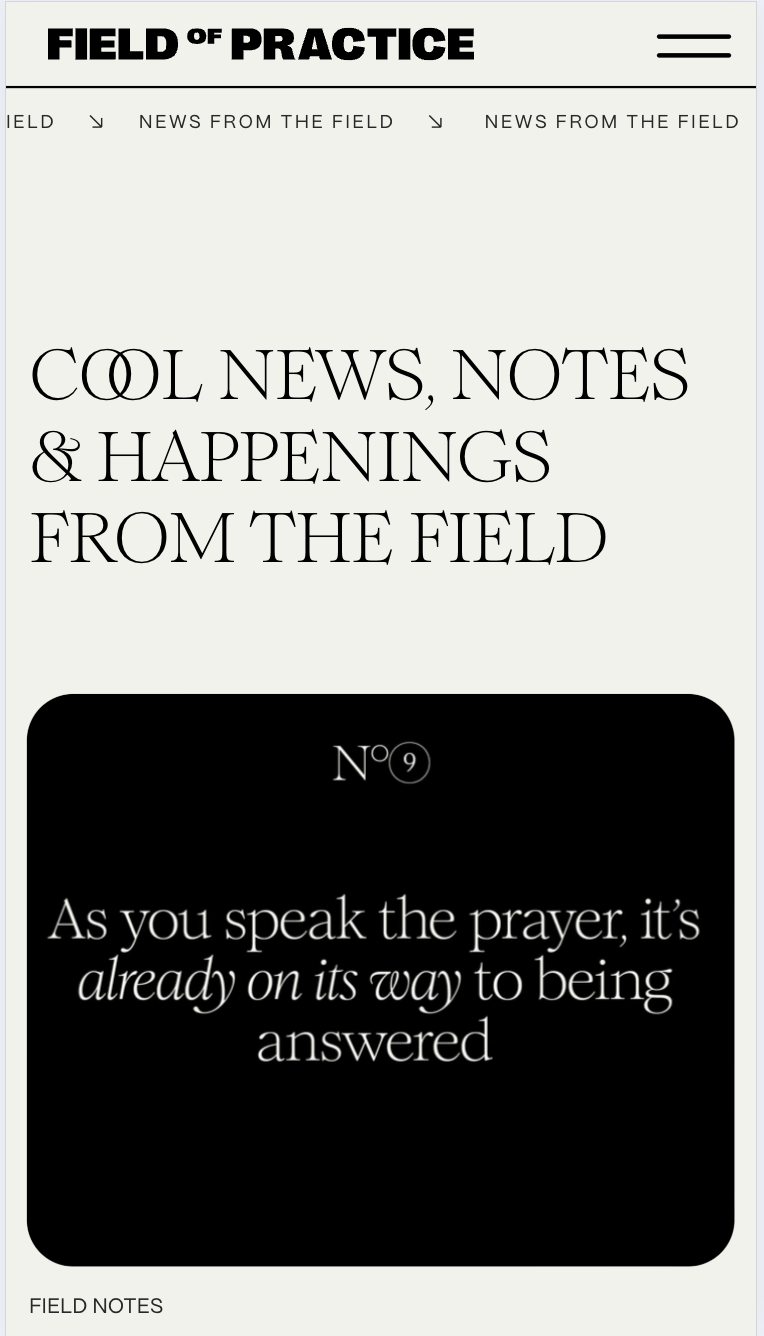 FIELD OF PRACTICE
IELD ↘ NEWS FROM THE FIELD ↘ NEWS FROM THE FIELD
COOL NEWS, NOTES
& HAPPENINGS
FROM THE FIELD
Nº 9
As you speak the prayer, it’s
already on its way to being
answered
FIELD NOTES